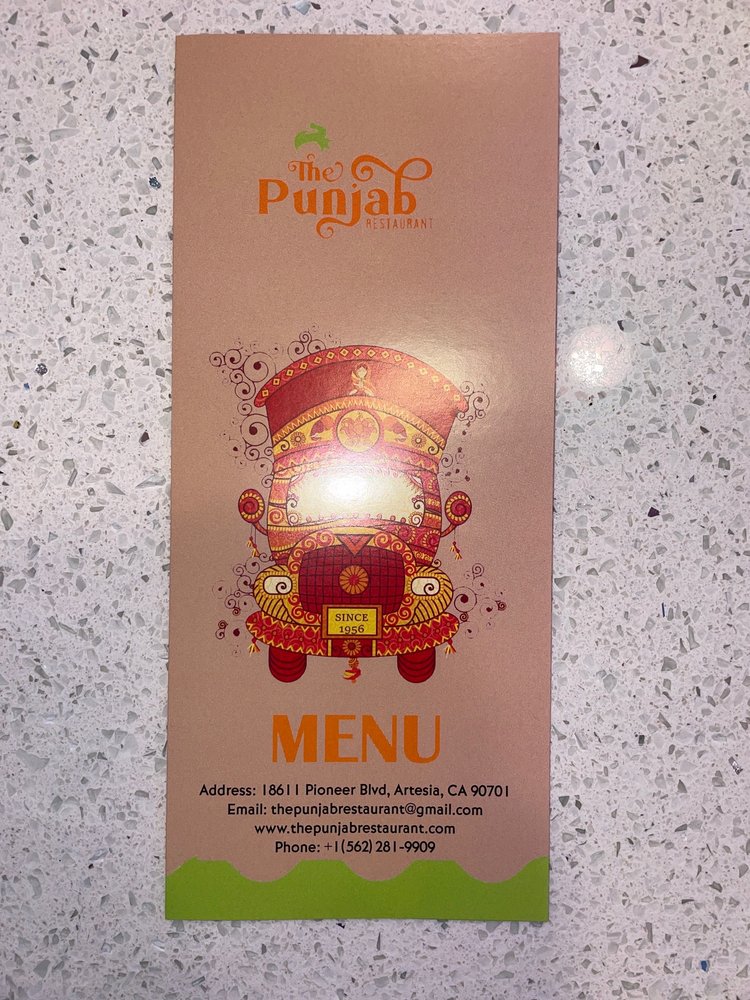 The
Punjab
RESTAURANT
SINCE
1956
MENU
Address: 18611 Pioneer Blvd, Artesia, CA 90701
Email: thepunjabrestaurant@gmail.com
www.thepunjabrestaurant.com
Phone: +1(562) 281-9909